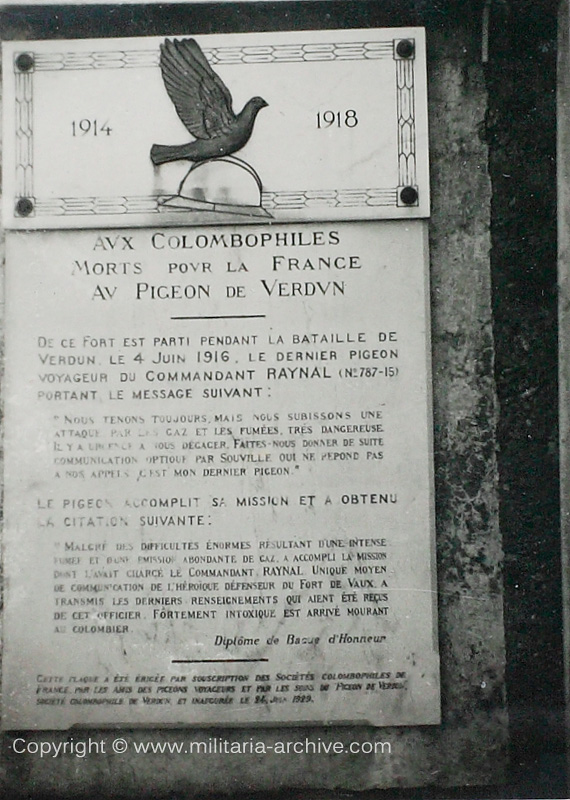 1914
1918
AVX COLOMBOPHILES
MORTS POVR LA FRANCE
AV PIGEON DE VERDVN
DE CE FORT EST PARTI PENDANT LA BATAILLE DE
VERDUN, LE 4 JUIN 1916, LE DERNIER PIGEON
VOYAGEUR DU COMMANDANT RAYNAL (No 787-15)
PORTANT, LE MESSAGE SUIVANT:
"NOUS TENONS TOUJOURS, MAIS NOUS SUBISSONS UNE
ATTAQUE PAR LES GAZ ET LES FUMÉES, TRÈS DANGEREUSE.
IL Y A URGENCE A NOUS DÉGAGER. FAITES-NOUS DONNER DE SUITE
COMMUNICATION OPTIQUE PAR SOUVILLE QUI NE REPOND PAS
A NOS APPELS. C'EST MON DERNIER PIGEON."
LE PIGEON ACCOMPLIT SA MISSION ET A OBTENU
LA CITATION SUIVANTE:
"MALGRÉ DES DIFFICULTÉS ÉNORMES RÉSULTANT D'UNE INTENSE
FUMÉE ET D'UNE EMISSION ABONDANTE DE GAZ, A ACCOMPLI LA MISSION
DONT L'AVAIT CHARGÉ LE COMMANDANT RAYNAL. UNIQUE MOYEN
DE COMMUNICATION DE L'HÉROÏQUE DÉFENSEUR DU FORT DE VAUX, A
TRANSMIS LES DERNIERS RENSEIGNEMENTS QUI AIENT ÉTÉ REÇUS
DE CET OFFICIER. FORTEMENT INTOXIQUÉ EST ARRIVÉ MOURANT
AU COLOMBIER.
Diplôme de Bague d'Honneur
CETTE PLAQUE A ÉTÉ ÉRIGÉE PAR SOUSCRIPTION DES SOCIÉTÉS COLOMBOPHILES DE
FRANCE, PAR LES AMIS DES PIGEONS VOYAGEURS ET PAR LES SOINS DU PIGEON DE VERDUN,
SOCIÉTÉ COLOMBOPHILE DE VERDUN, ET INAUGURÉE LE 24, JUIN 1929.
Copyright © www.militaria-archive.com